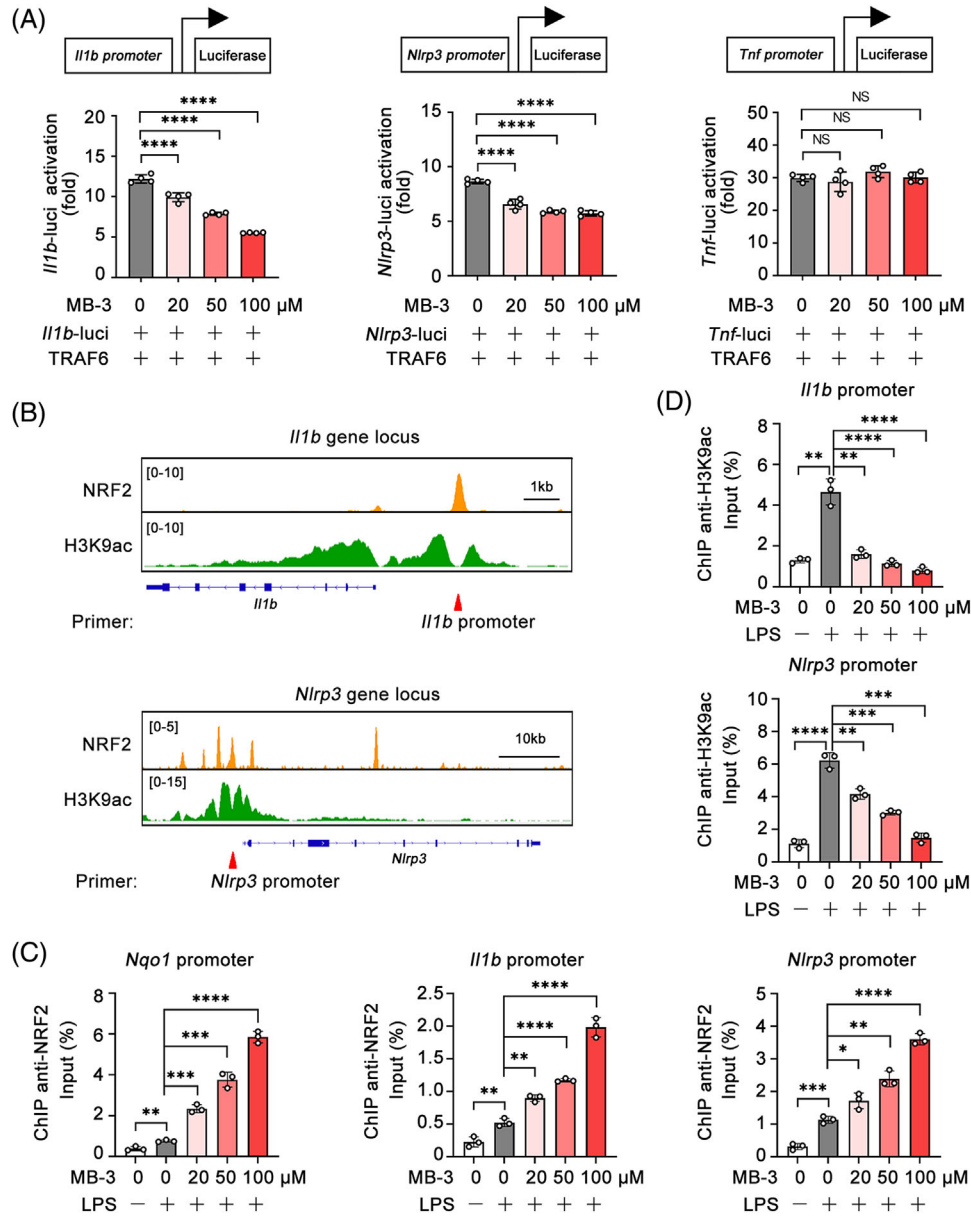 (A)
Il1b promoter Luciferase
****
****
****
Il1b-luci activation (fold)
15
10
5
0
MB-3 0 20 50 100 μM
Il1b-luci + + + +
TRAF6 + + + +
Nlrp3 promoter Luciferase
****
****
****
Nlrp3-luci activation (fold)
15
10
5
0
MB-3 0 20 50 100 μM
Nlrp3-luci + + + +
TRAF6 + + + +
Tnf promoter Luciferase
NS
NS
NS
Tnf-luci activation (fold)
50
40
30
20
10
0
MB-3 0 20 50 100 μM
Tnf-luci + + + +
TRAF6 + + + +
(B)
Il1b gene locus
NRF2 [0-10] 1kb
H3K9ac [0-10]
Il1b
Primer: Il1b promoter
Nlrp3 gene locus
NRF2 [0-5] 10kb
H3K9ac [0-15]
Nlrp3
Primer: Nlrp3 promoter
(D)
Il1b promoter
****
****
** **
ChIP anti-H3K9ac Input (%)
8
6
4
2
0
MB-3 0 0 20 50 100 μM
LPS — + + + +
Nlrp3 promoter
***
***
**** **
ChIP anti-H3K9ac Input (%)
10
8
6
4
2
0
MB-3 0 0 20 50 100 μM
LPS — + + + +
(C)
Nqo1 promoter
****
***
***
**
ChIP anti-NRF2 Input (%)
8
6
4
2
0
MB-3 0 0 20 50 100 μM
LPS — + + + +
Il1b promoter
****
****
**
**
ChIP anti-NRF2 Input (%)
2.5
2.0
1.5
1.0
0.5
0
MB-3 0 0 20 50 100 μM
LPS — + + + +
Nlrp3 promoter
****
**
*
***
ChIP anti-NRF2 Input (%)
5
4
3
2
1
0
MB-3 0 0 20 50 100 μM
LPS — + + + +